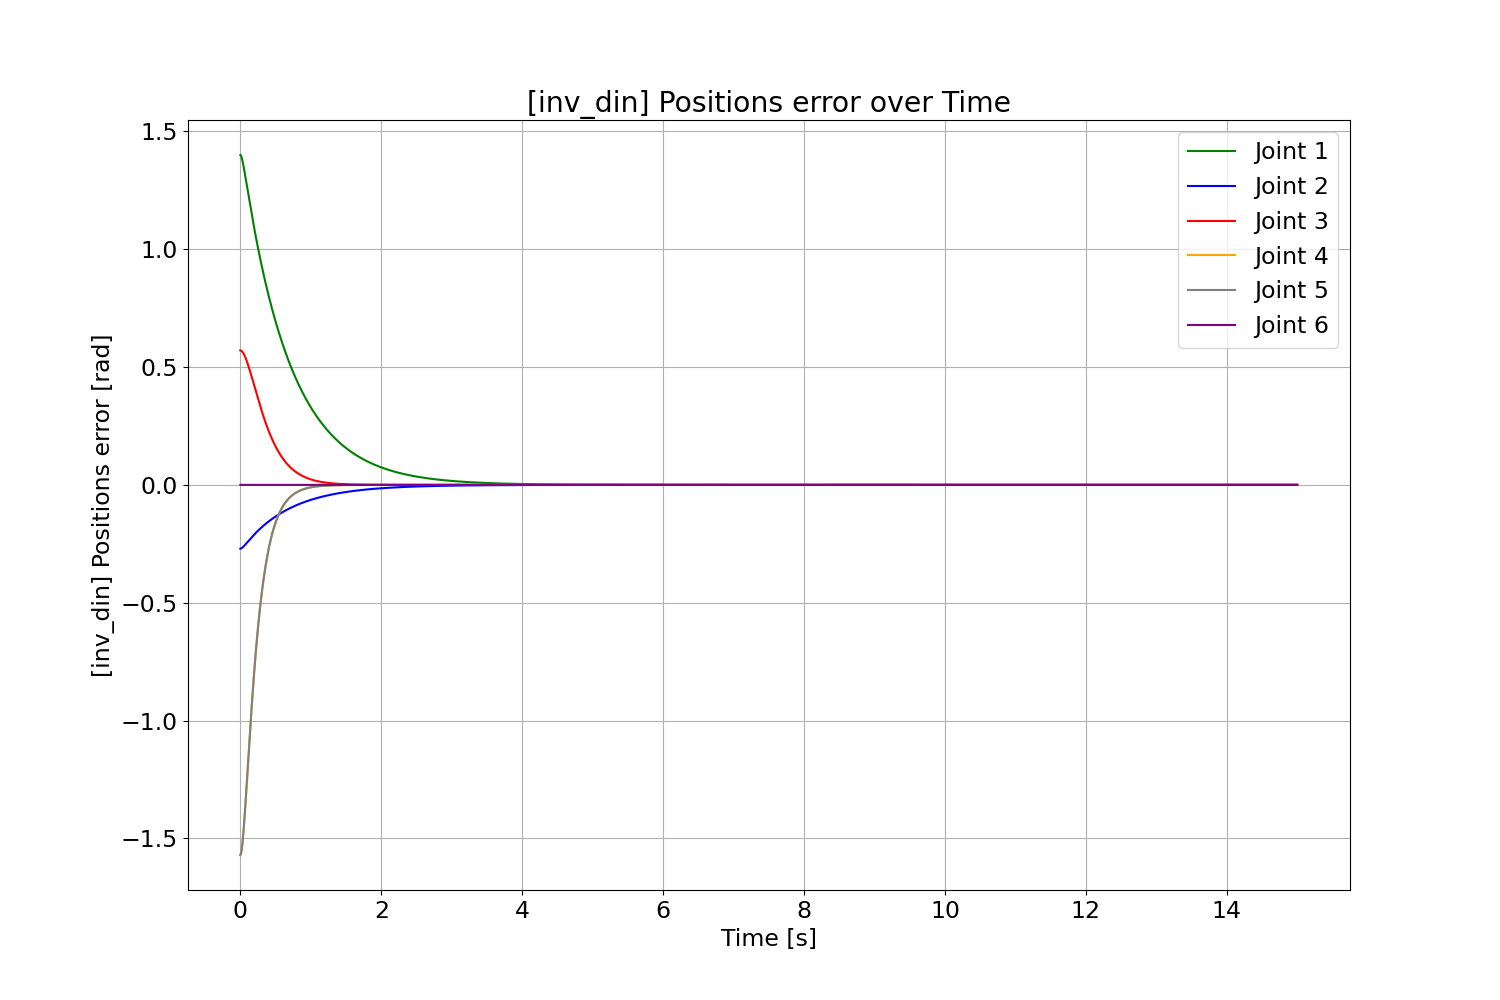 [inv_din] Positions error over Time
1.5
1.0
0.5
0.0
−0.5
−1.0
−1.5
[inv_din] Positions error [rad]
Joint 1
Joint 2
Joint 3
Joint 4
Joint 5
Joint 6
0 2 4 6 8 10 12 14
Time [s]